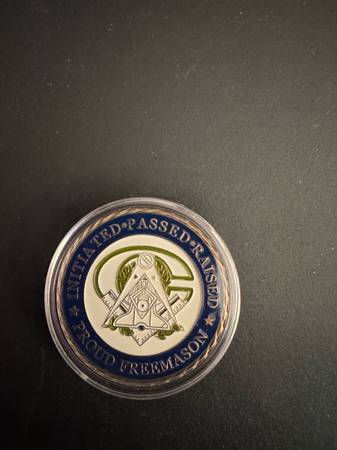 INITIATED•PASSED•RAISED
PROUD FREEMASON
G